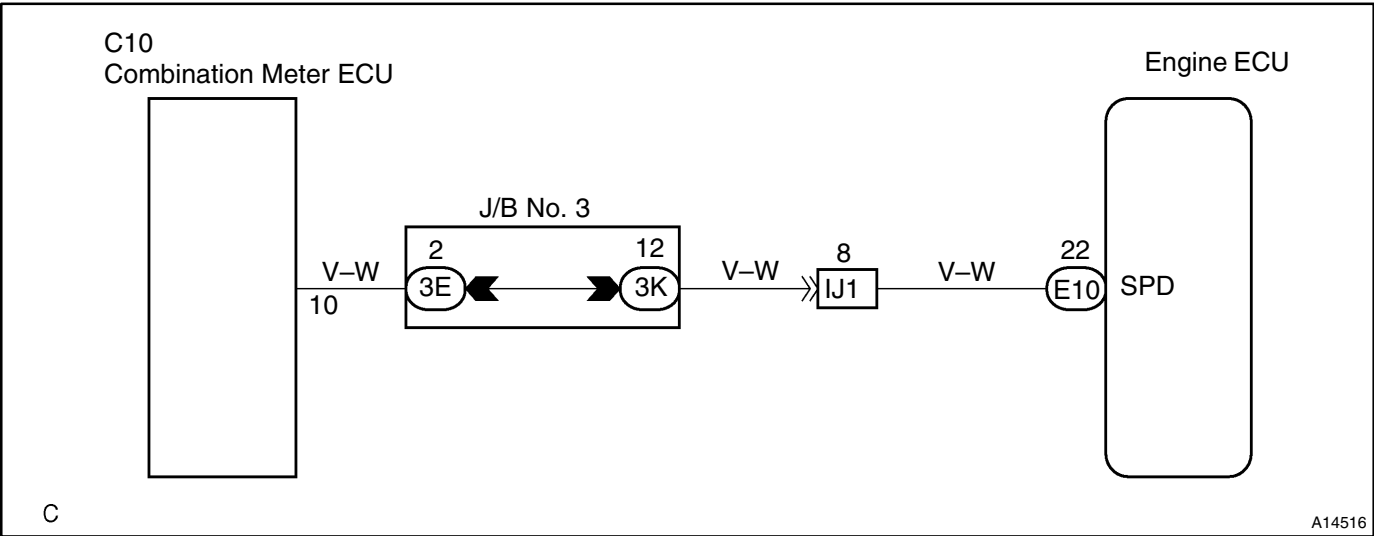 C10
Combination Meter ECU
Engine ECU
J/B No. 3
2
12
8
22
V–W
3E
3K
V–W
IJ1
V–W
E10
SPD
10
C
A14516